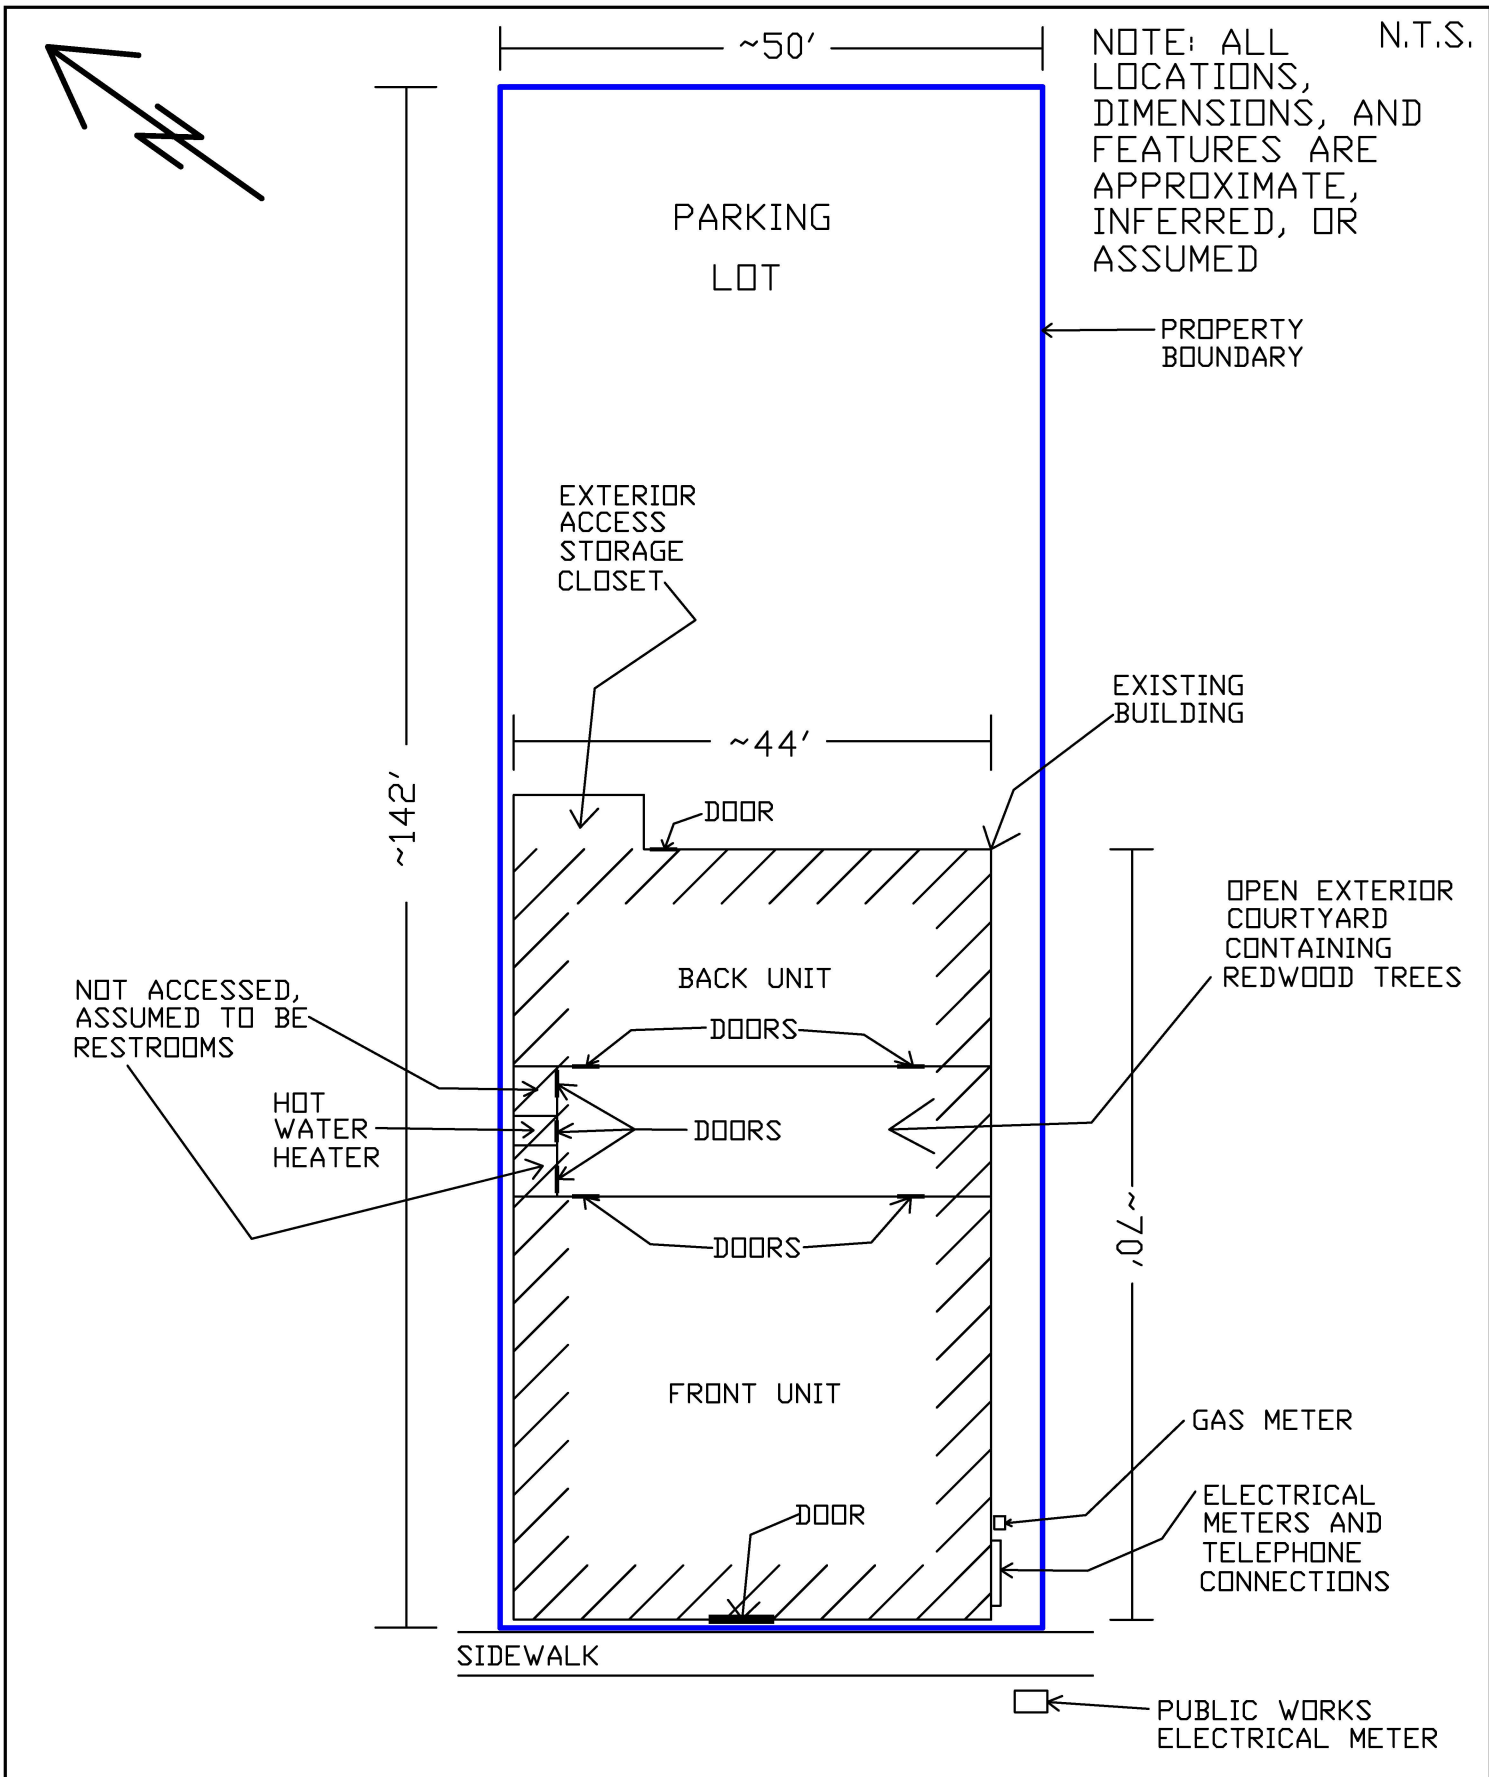 ~50'
N.T.S.
NOTE: ALL
LOCATIONS,
DIMENSIONS, AND
FEATURES ARE
APPROXIMATE,
INFERRED, OR
ASSUMED
PARKING
LOT
PROPERTY
BOUNDARY
EXTERIOR
ACCESS
STORAGE
CLOSET
EXISTING
BUILDING
~44'
~142'
DOOR
OPEN EXTERIOR
COURTYARD
CONTAINING
REDWOOD TREES
BACK UNIT
NOT ACCESSED,
ASSUMED TO BE
RESTROOMS
DOORS
HOT
WATER
HEATER
DOORS
~70'
DOORS
FRONT UNIT
GAS METER
ELECTRICAL
METERS AND
TELEPHONE
CONNECTIONS
DOOR
SIDEWALK
PUBLIC WORKS
ELECTRICAL METER